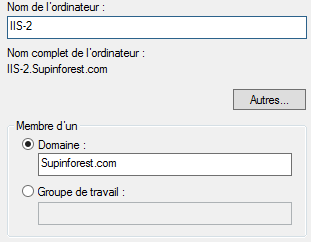 Nom de l'ordinateur :
IIS-2
Nom complet de l'ordinateur :
IIS-2.Supinforest.com
Autres...
Membre d'un
Domaine :
Supinforest.com
Groupe de travail :